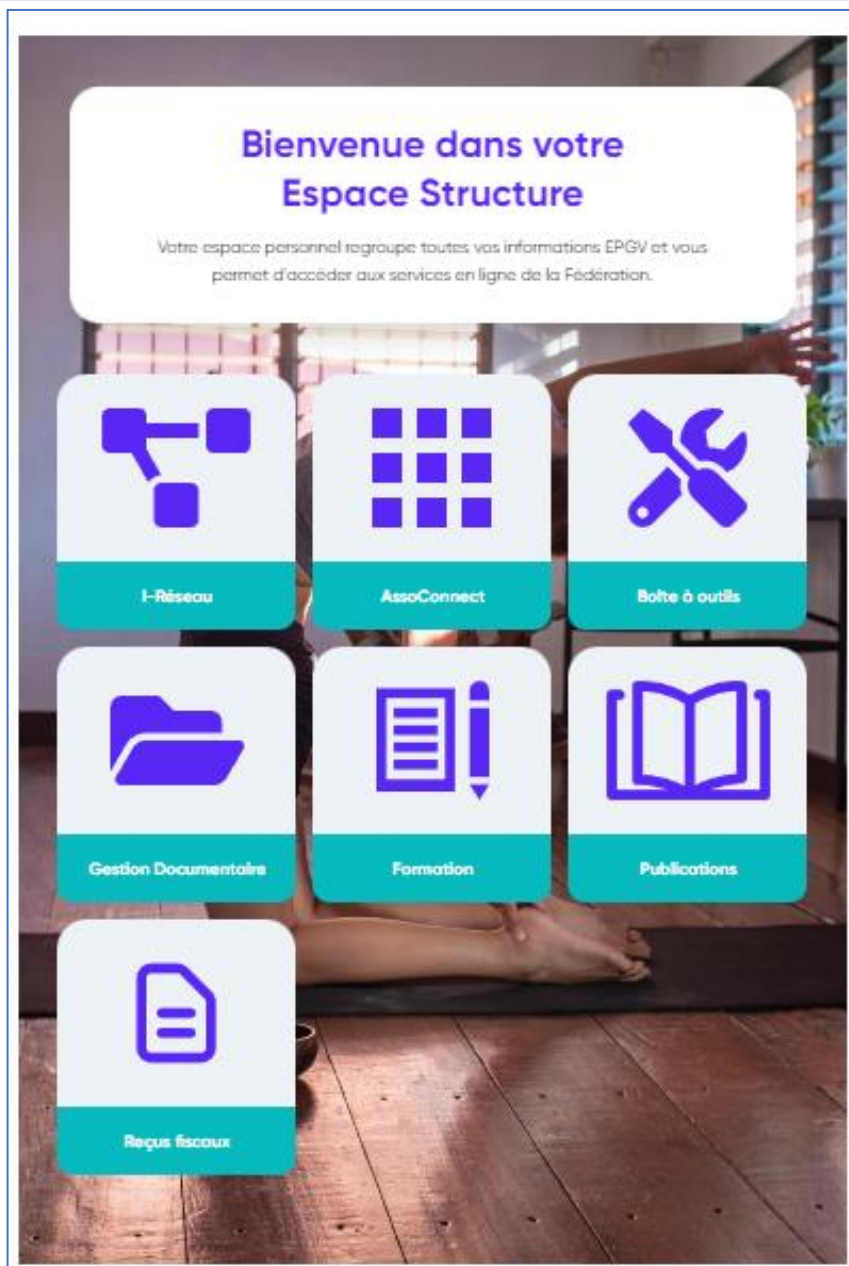 Bienvenue dans votre
Espace Structure
Votre espace personnel regroupe toutes vos informations EPGV et vous
permet d'accéder aux services en ligne de la Fédération.
I-Réseau
AssoConnect
Boîte à outils
Gestion Documentaire
Formation
Publications
Reçus fiscaux